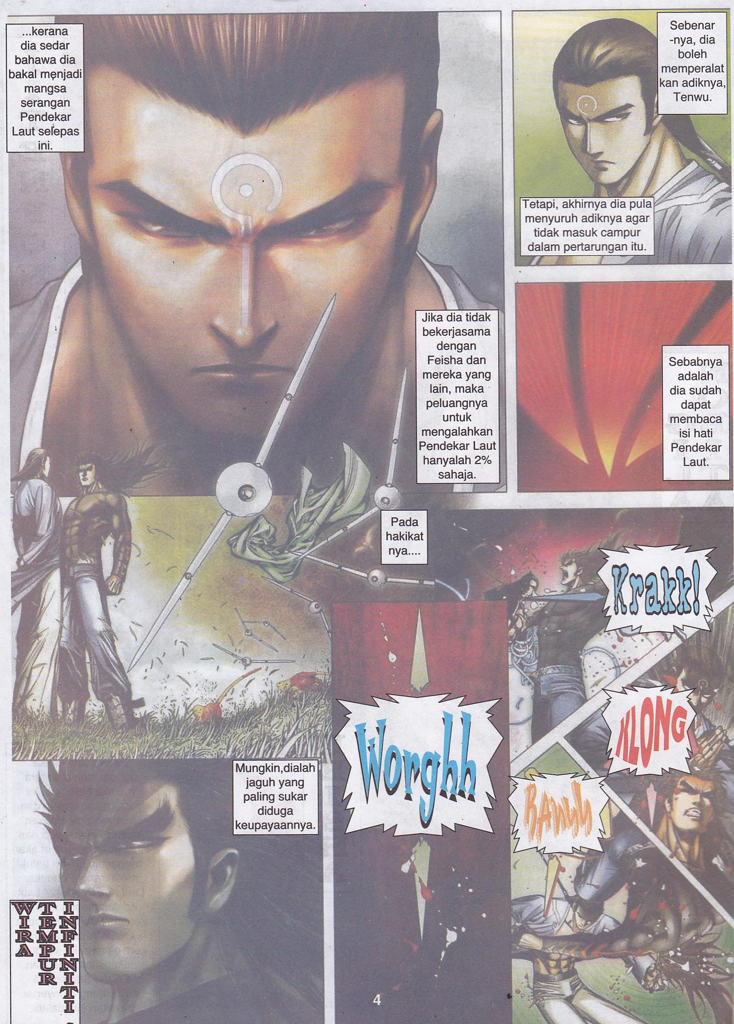 ...kerana
dia sedar
bahawa dia
bakal menjadi
mangsa
serangan
Pendekar
Laut selepas
ini.
Jika dia tidak
bekerjasama
dengan
Feisha dan
mereka yang
lain, maka
peluangnya
untuk
mengalahkan
Pendekar Laut
hanyalah 2%
sahaja.
Sebenar
-nya, dia
boleh
memperalat
kan adiknya,
Tenwu.
Tetapi, akhirnya dia pula
menyuruh adiknya agar
tidak masuk campur
dalam pertarungan itu.
Sebabnya
adalah
dia sudah
dapat
membaca
isi hati
Pendekar
Laut.
Pada
hakikat
nya....
Krakk!
KLONG
Worghh
Mungkin,dialah
jaguh yang
paling sukar
diduga
keupayaannya.
WIRA
TEMPUR
INFINITI
4